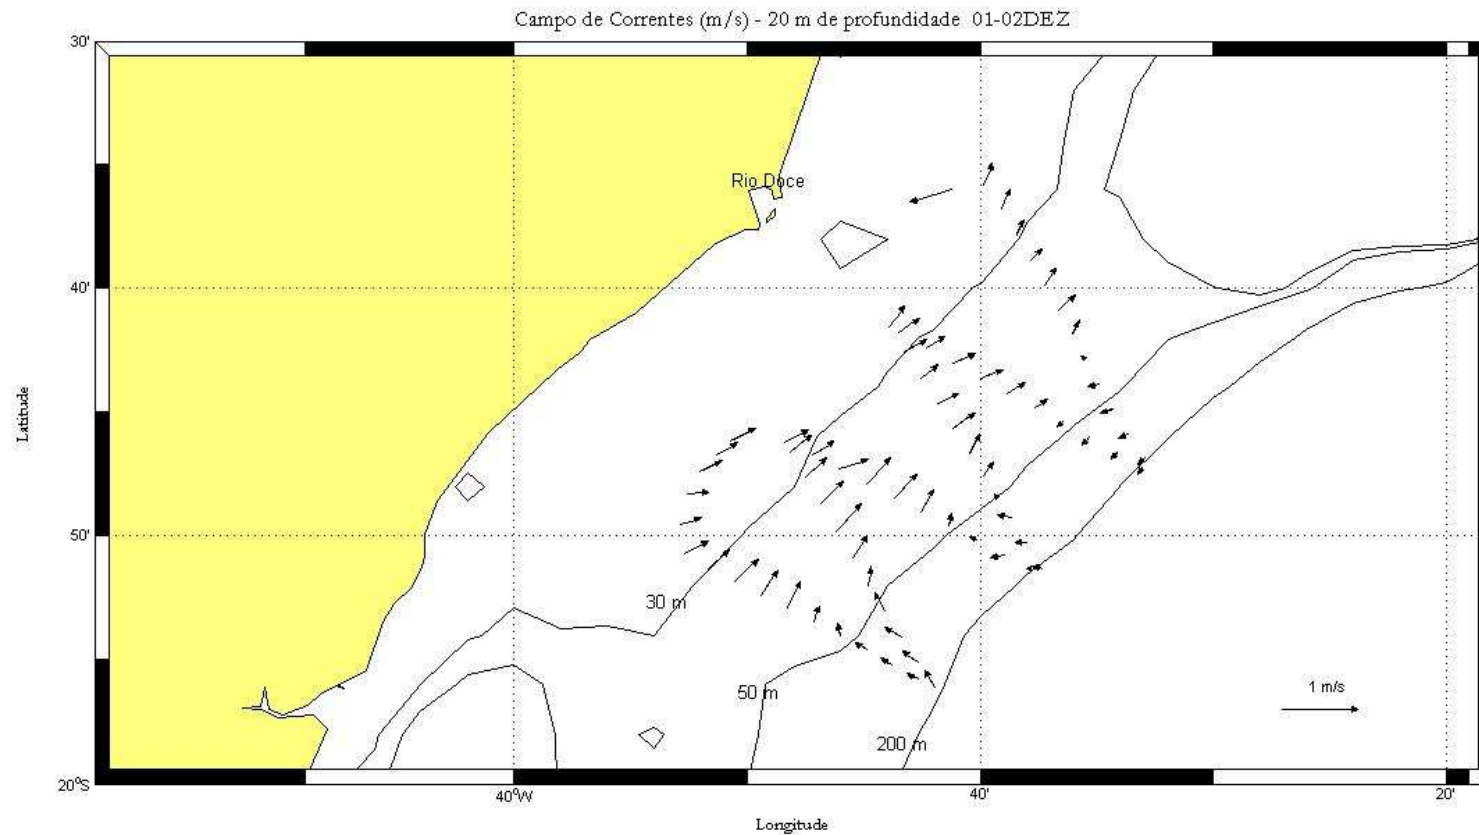 Campo de Correntes (m/s) - 20 m de profundidade 01-02DEZ
30'
Rio Doce
40'
Latitude
50'
30 m
50 m
1 m/s
200 m
20°S
40°W
40'
20'
Longitude